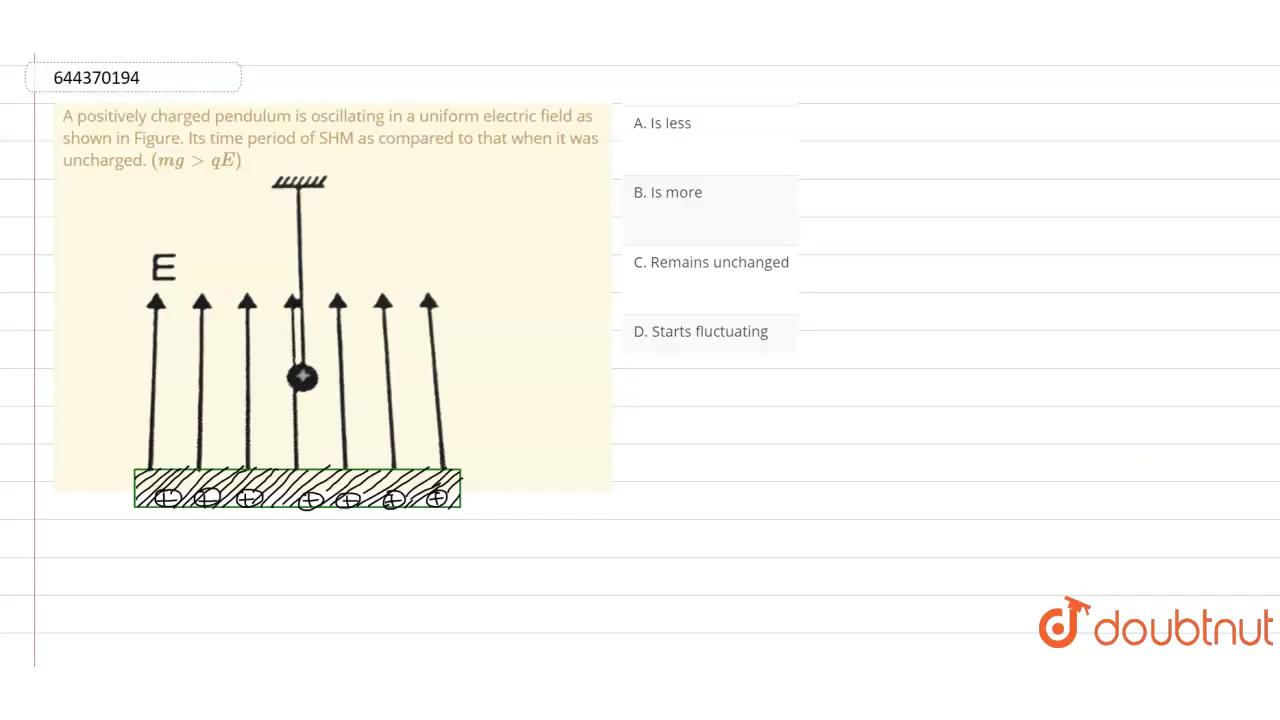 644370194
A positively charged pendulum is oscillating in a uniform electric field as
shown in Figure. Its time period of SHM as compared to that when it was
uncharged. (mg > qE)
A. Is less
B. Is more
C. Remains unchanged
D. Starts fluctuating
E
+
+ + + + + + +
doubtnut